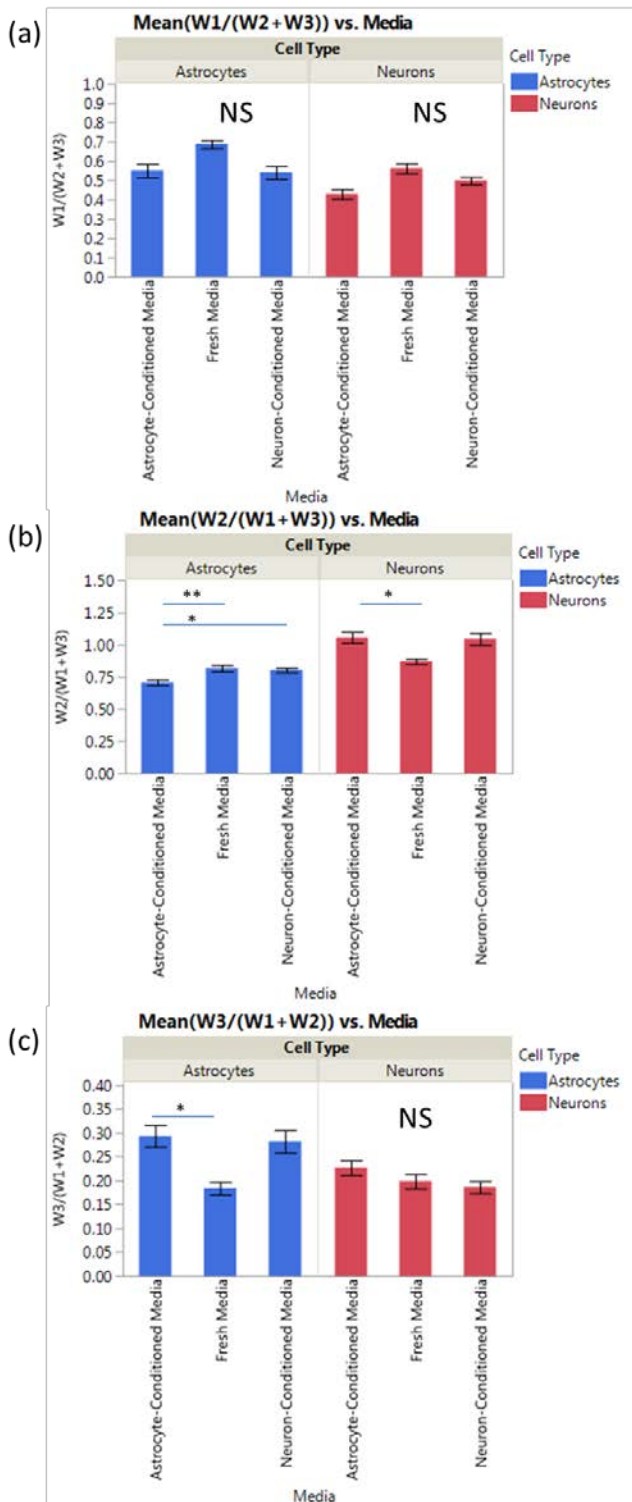 (a)
Mean(W1/(W2+W3)) vs. Media
Cell Type
Astrocytes Neurons
Cell Type
Astrocytes
Neurons
1.0
0.9
0.8
0.7
0.6
0.5
0.4
0.3
0.2
0.1
0.0
W1/(W2+W3)
NS NS
Astrocyte-Conditioned Media
Fresh Media
Neuron-Conditioned Media
Astrocyte-Conditioned Media
Fresh Media
Neuron-Conditioned Media
Media
(b)
Mean(W2/(W1+W3)) vs. Media
Cell Type
Astrocytes Neurons
Cell Type
Astrocytes
Neurons
1.50
1.25
1.00
0.75
0.50
0.25
0.00
W2/(W1+W3)
**
*
*
Astrocyte-Conditioned Media
Fresh Media
Neuron-Conditioned Media
Astrocyte-Conditioned Media
Fresh Media
Neuron-Conditioned Media
Media
(c)
Mean(W3/(W1+W2)) vs. Media
Cell Type
Astrocytes Neurons
Cell Type
Astrocytes
Neurons
0.40
0.35
0.30
0.25
0.20
0.15
0.10
0.05
0.00
W3/(W1+W2)
*
NS
Astrocyte-Conditioned Media
Fresh Media
Neuron-Conditioned Media
Astrocyte-Conditioned Media
Fresh Media
Neuron-Conditioned Media
Media